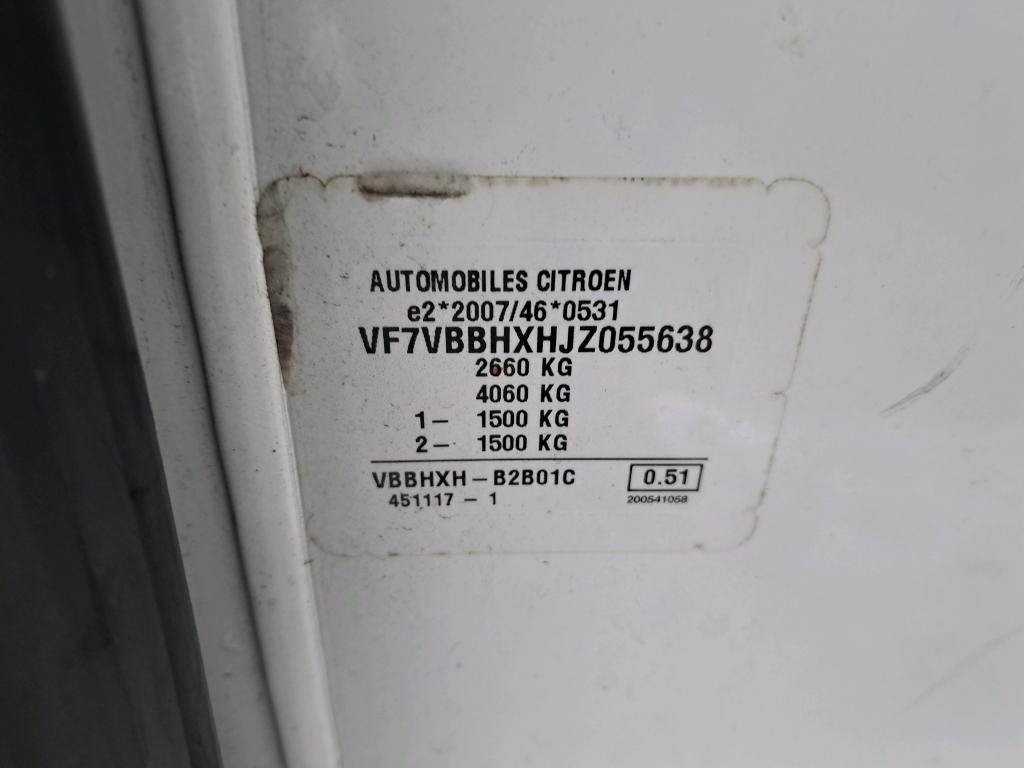 AUTOMOBILES CITROEN
e2*2007/46*0531
VF7VBBHXHJZ055638
2660 KG
4060 KG
1- 1500 KG
2- 1500 KG
VBBHXH-B2B01C 0.51
451117-1 200541058